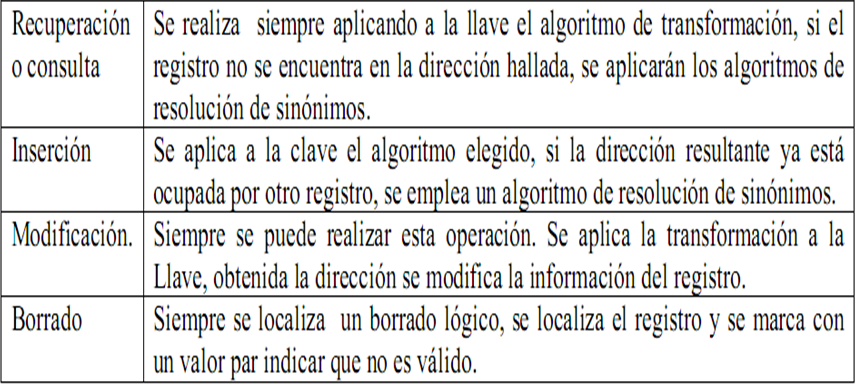 Recuperación Se realiza siempre aplicando a la llave el algoritmo de transformación, si el
o consulta registro no se encuentra en la dirección hallada, se aplicarán los algoritmos de
resolución de sinónimos.
Inserción Se aplica a la clave el algoritmo elegido, si la dirección resultante ya está
ocupada por otro registro, se emplea un algoritmo de resolución de sinónimos.
Modificación. Siempre se puede realizar esta operación. Se aplica la transformación a la
Llave, obtenida la dirección se modifica la información del registro.
Borrado Siempre se localiza un borrado lógico, se localiza el registro y se marca con
un valor par indicar que no es válido.